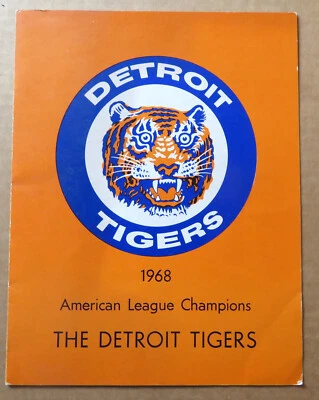 DETROIT
TIGERS
1968
American League Champions
THE DETROIT TIGERS